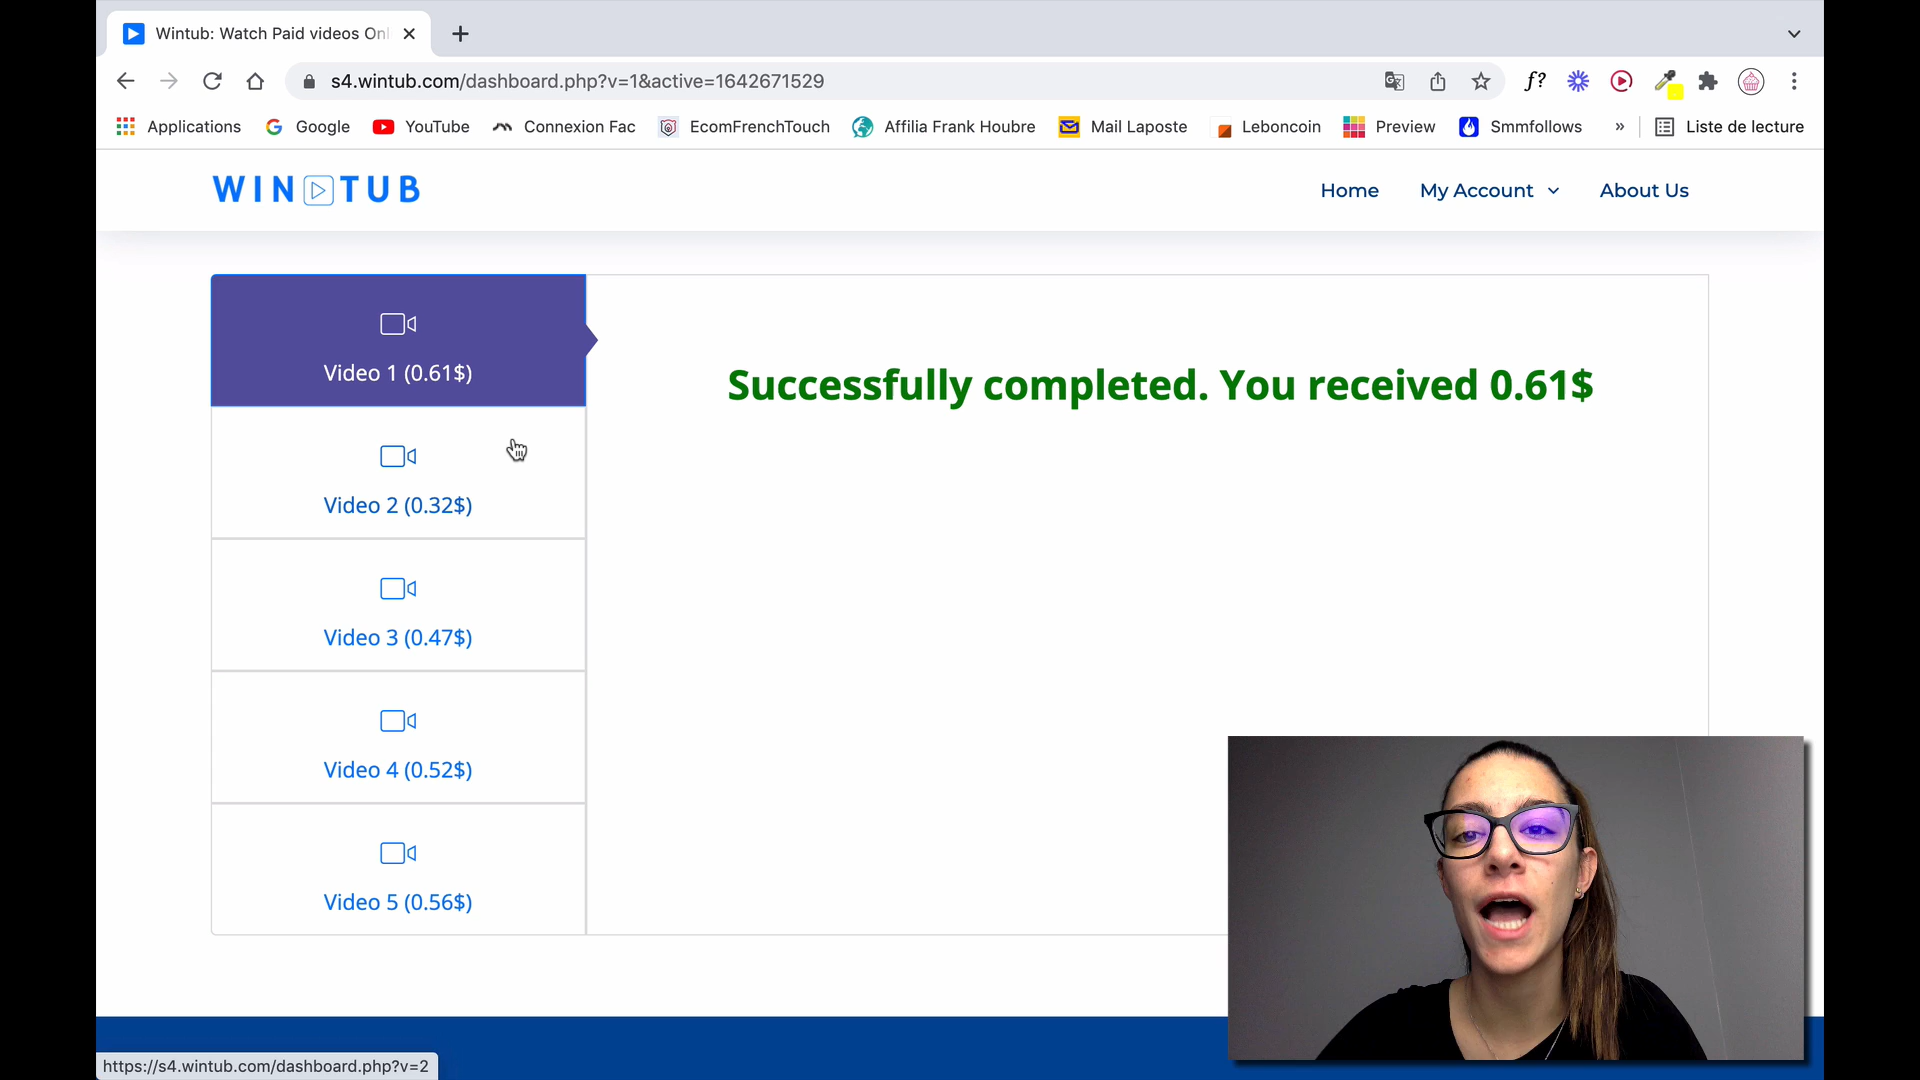 Wintub: Watch Paid videos Onl
s4.wintub.com/dashboard.php?v=1&active=1642671529
f?
Applications Google YouTube Connexion Fac EcomFrenchTouch Affilia Frank Houbre Mail Laposte Leboncoin Preview Smmfollows » Liste de lecture
WIN TUB
Home My Account About Us
Video 1 (0.61$)
Successfully completed. You received 0.61$
Video 2 (0.32$)
Video 3 (0.47$)
Video 4 (0.52$)
Video 5 (0.56$)
https://s4.wintub.com/dashboard.php?v=2